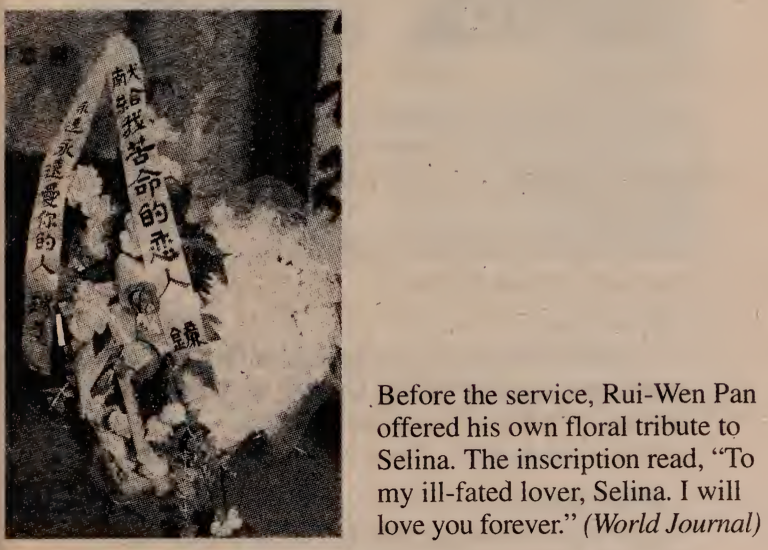 献給我苦命的恋人
永遠永遠愛你的人
Before the service, Rui-Wen Pan
offered his own floral tribute to
Selina. The inscription read, “To
my ill-fated lover, Selina. I will
love you forever.” (World Journal)